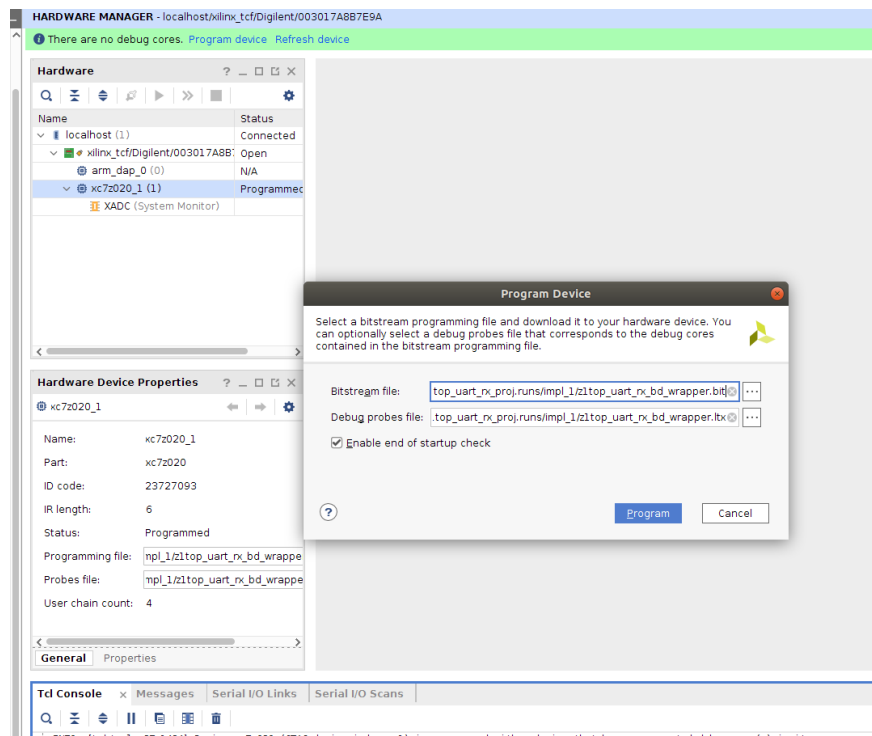 HARDWARE MANAGER - localhost/xilinx_tcf/Digilent/003017A8B7E9A
There are no debug cores. Program device Refresh device
Hardware
Name Status
localhost (1) Connected
xilinx_tcf/Digilent/003017A8B7 Open
arm_dap_0 (0) N/A
xc7z020_1 (1) Programmed
XADC (System Monitor)
Program Device
Select a bitstream programming file and download it to your hardware device. You
can optionally select a debug probes file that corresponds to the debug cores
contained in the bitstream programming file.
Bitstream file: top_uart_rx_proj.runs/impl_1/z1top_uart_rx_bd_wrapper.bit
Debug probes file: .top_uart_rx_proj.runs/impl_1/z1top_uart_rx_bd_wrapper.ltx
Enable end of startup check
Program Cancel
Hardware Device Properties
xc7z020_1
Name: xc7z020_1
Part: xc7z020
ID code: 23727093
IR length: 6
Status: Programmed
Programming file: mpl_1/z1top_uart_rx_bd_wrappe
Probes file: mpl_1/z1top_uart_rx_bd_wrappe
User chain count: 4
General Properties
Tcl Console x Messages Serial I/O Links Serial I/O Scans